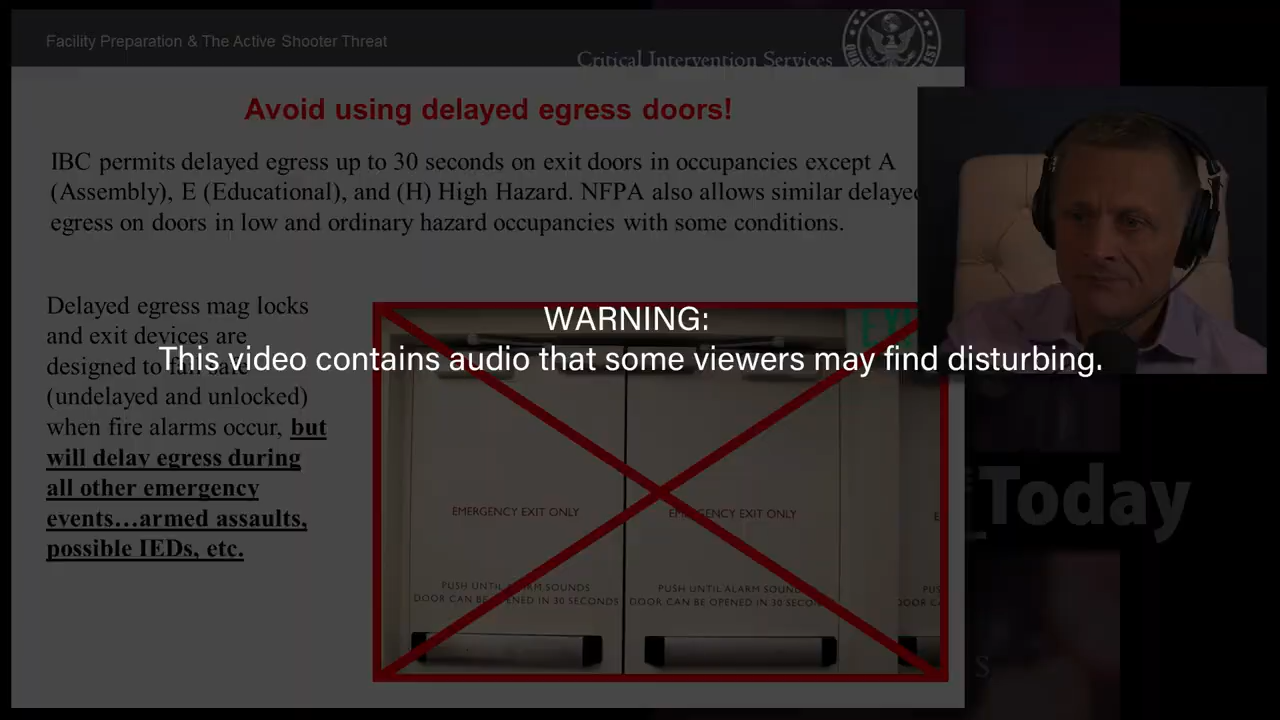 Facility Preparation & The Active Shooter Threat
Critical Intervention Services
Avoid using delayed egress doors!
IBC permits delayed egress up to 30 seconds on exit doors in occupancies except A
(Assembly), E (Educational), and (H) High Hazard. NFPA also allows similar delayed
egress on doors in low and ordinary hazard occupancies with some conditions.
Delayed egress mag locks
and exit devices are
designed to fail safe
(undelayed and unlocked)
when fire alarms occur, but
will delay egress during
all other emergency
events…armed assaults,
possible IEDs, etc.
WARNING:
This video contains audio that some viewers may find disturbing.
EXI
EMERGENCY EXIT ONLY
EMERGENCY EXIT ONLY
PUSH UNTIL ALARM SOUNDS
DOOR CAN BE OPENED IN 30 SECONDS
PUSH UNTIL ALARM SOUNDS
DOOR CAN BE OPENED IN 30 SECONDS
Today
S